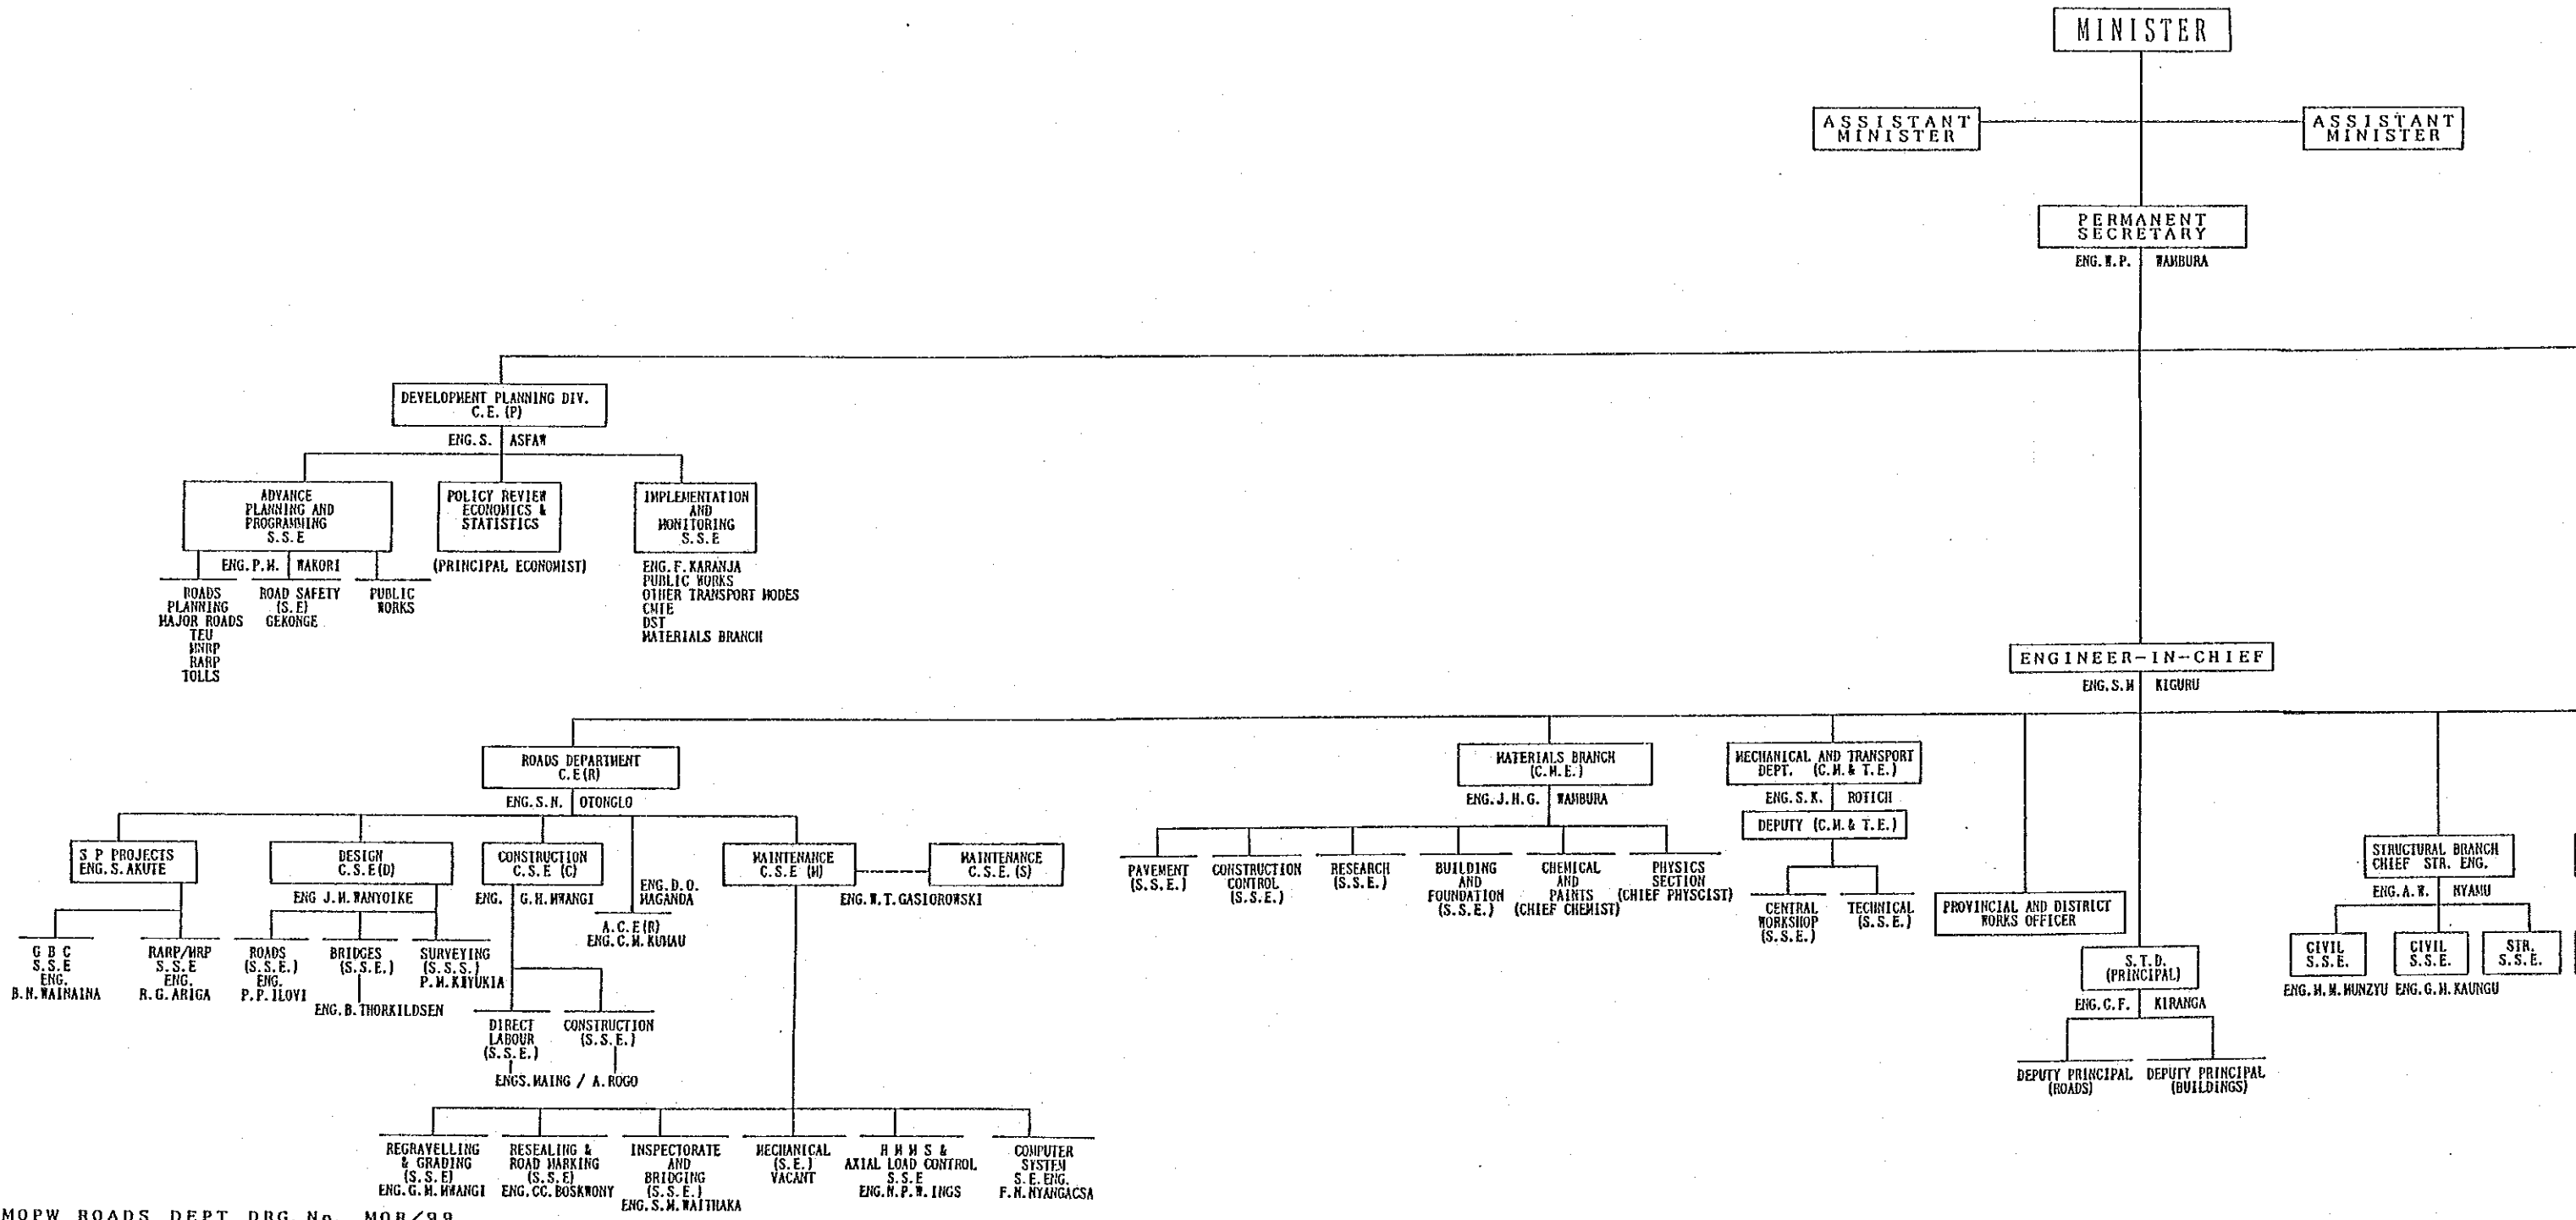 MINISTER
ASSISTANT
MINISTER
ASSISTANT
MINISTER
PERMANENT
SECRETARY
ENG.W.P. WAMBURA
DEVELOPMENT PLANNING DIV.
C.E.(P)
ENG.S. ASFAW
ADVANCE
PLANNING AND
PROGRAMMING
S.S.E
ENG.P.M. WAKORI
ROADS
PLANNING
MAJOR ROADS
TEU
MNRP
RARP
TOLLS
ROAD SAFETY
(S.E)
GEKONGE
PUBLIC
WORKS
POLICY REVIEW
ECONOMICS &
STATISTICS
(PRINCIPAL ECONOMIST)
IMPLEMENTATION
AND
MONITORING
S.S.E
ENG.F.KARANJA
PUBLIC WORKS
OTHER TRANSPORT MODES
CMTE
DST
MATERIALS BRANCH
ENGINEER-IN-CHIEF
ENG.S.M KIGURU
ROADS DEPARTMENT
C.E(R)
ENG.S.N. OTONGLO
S P PROJECTS
ENG.S.AKUTE
G B C
S.S.E
ENG.
B.N.WAINAINA
RARP/MRP
S.S.E
ENG.
R.G.ARIGA
DESIGN
C.S.E(D)
ENG J.M.WANYOIKE
ROADS
(S.S.E.)
ENG.
P.P.ILOVI
BRIDGES
(S.S.E.)
ENG.B.THORKILDSEN
SURVEYING
(S.S.S.)
P.M.KIYUKIA
CONSTRUCTION
C.S.E (C)
ENG. G.H.MWANGI
DIRECT
LABOUR
(S.S.E.)
CONSTRUCTION
(S.S.E.)
ENGS.MAING / A.ROGO
ENG.D.O.
MAGANDA
A.C.E(R)
ENG.C.M.KUHAU
MAINTENANCE
C.S.E (M)
MAINTENANCE
C.S.E.(S)
ENG.W.T.GASIOROWSKI
REGRAVELLING
& GRADING
(S.S.E)
ENG.G.M.MWANGI
RESEALING &
ROAD MARKING
(S.S.E)
ENG.CC.BOSKWONY
INSPECTORATE
AND
BRIDGING
(S.S.E.)
ENG.S.M.WAITHAKA
MECHANICAL
(S.E.)
VACANT
H M M S &
AXIAL LOAD CONTROL
S.S.E
ENG.N.P.W.INGS
COMPUTER
SYSTEM
S.E.ENG.
F.N.NYANGACSA
MATERIALS BRANCH
(C.M.E.)
ENG.J.H.G. WAMBURA
PAVEMENT
(S.S.E.)
CONSTRUCTION
CONTROL
(S.S.E.)
RESEARCH
(S.S.E.)
BUILDING
AND
FOUNDATION
(S.S.E.)
CHEMICAL
AND
PAINTS
(CHIEF CHEMIST)
PHYSICS
SECTION
(CHIEF PHYSCIST)
MECHANICAL AND TRANSPORT
DEPT. (C.M.& T.E.)
ENG.S.K. ROTICH
DEPUTY (C.M.& T.E.)
CENTRAL
WORKSHOP
(S.S.E.)
TECHNICAL
(S.S.E.)
PROVINCIAL AND DISTRICT
WORKS OFFICER
S.T.D.
(PRINCIPAL)
ENG.C.F. KIRANGA
DEPUTY PRINCIPAL
(ROADS)
DEPUTY PRINCIPAL
(BUILDINGS)
STRUCTURAL BRANCH
CHIEF STR. ENG.
ENG.A.W. NYAMU
CIVIL
S.S.E.
ENG.M.M.MUNZYU
CIVIL
S.S.E.
ENG.G.M.KAUNGU
STR.
S.S.E.
MOPW ROADS DEPT DRG.No. MOR/99